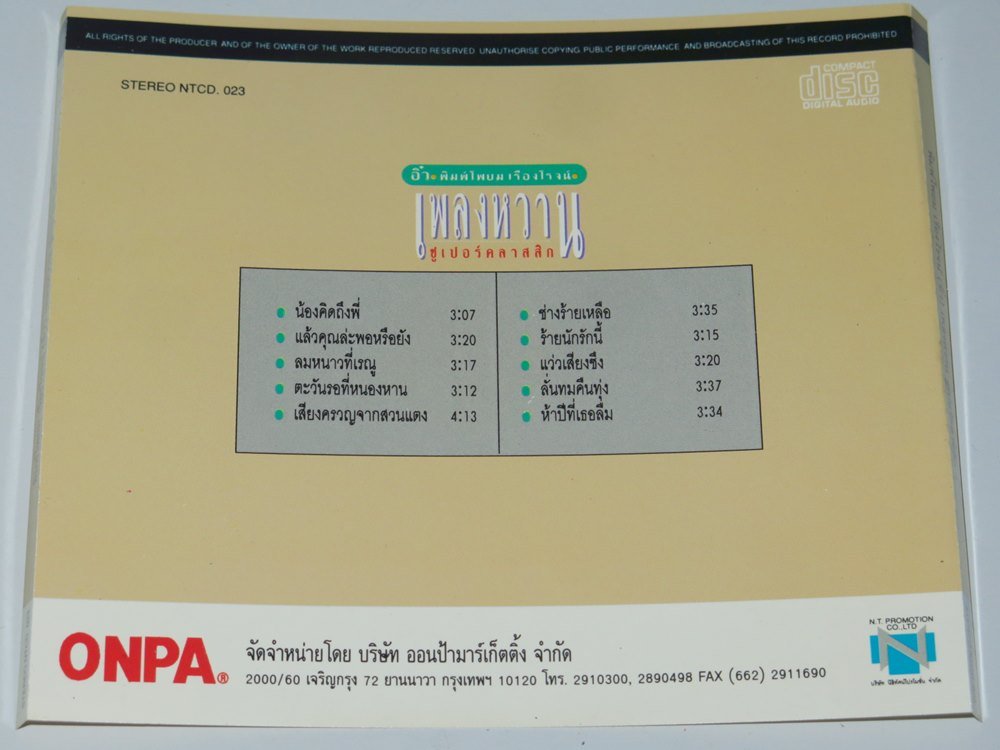 ALL RIGHTS OF THE PRODUCER AND OF THE OWNER OF THE WORK REPRODUCED RESERVED UNAUTHORISE COPYING PUBLIC PERFORMANCE AND BROADCASTING OF THIS RECORD PROHIBITED
STEREO NTCD. 023
COMPACT
disc
DIGITAL AUDIO
อิ๋ว พิมพ์โพยม เรืองโรจน์
เพลงหวาน
ซูเปอร์คลาสสิก
น้องคิดถึงพี่ 3:07
แล้วคุณล่ะพอหรือยัง 3:20
ลมหนาวที่เรณู 3:17
ตะวันรอที่หนองหาน 3:12
เสียงครวญจากสวนแตง 4:13
ช่างร้ายเหลือ 3:35
ร้ายนักรักนี้ 3:15
แว่วเสียงซึง 3:20
ลั่นทมคืนทุ่ง 3:37
ห้าปีที่เธอลืม 3:34
ONPA®
จัดจำหน่ายโดย บริษัท ออนป้ามาร์เก็ตติ้ง จำกัด
2000/60 เจริญกรุง 72 ยานนาวา กรุงเทพฯ 10120 โทร. 2910300, 2890498 FAX (662) 2911690
N.T. PROMOTION
CO.,LTD
N